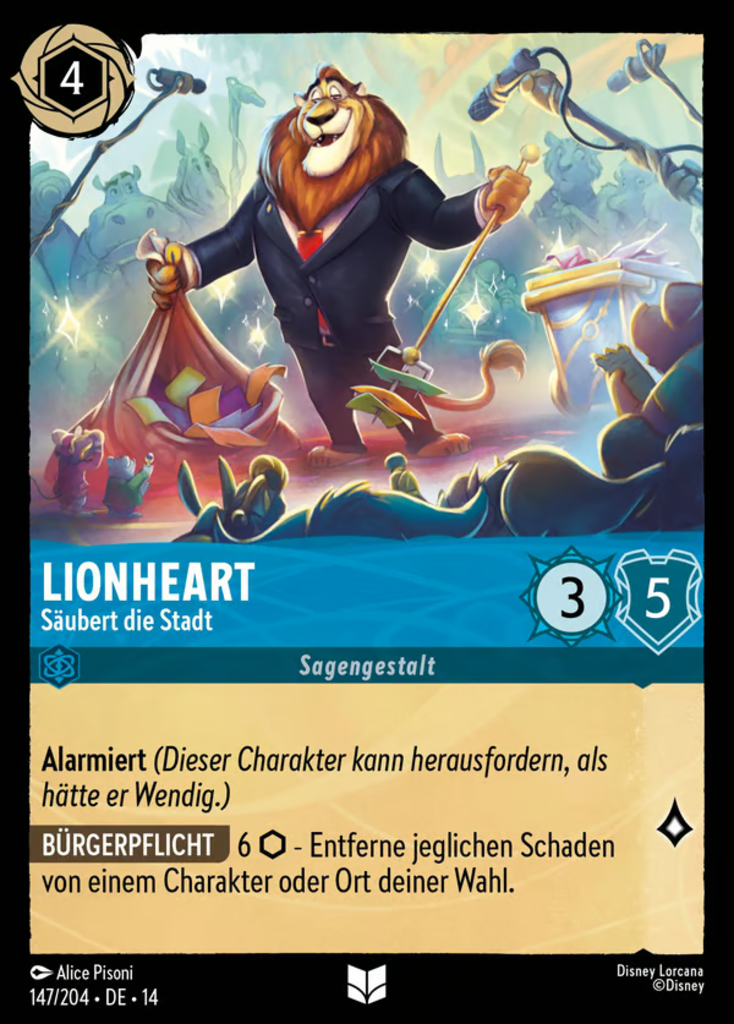 4
LIONHEART
Säubert die Stadt
3
5
Sagengestalt
Alarmiert (Dieser Charakter kann herausfordern, als
hätte er Wendig.)
BÜRGERPFLICHT 6 ⬡ - Entferne jeglichen Schaden
von einem Charakter oder Ort deiner Wahl.
Alice Pisoni
147/204 • DE • 14
Disney Lorcana
©Disney